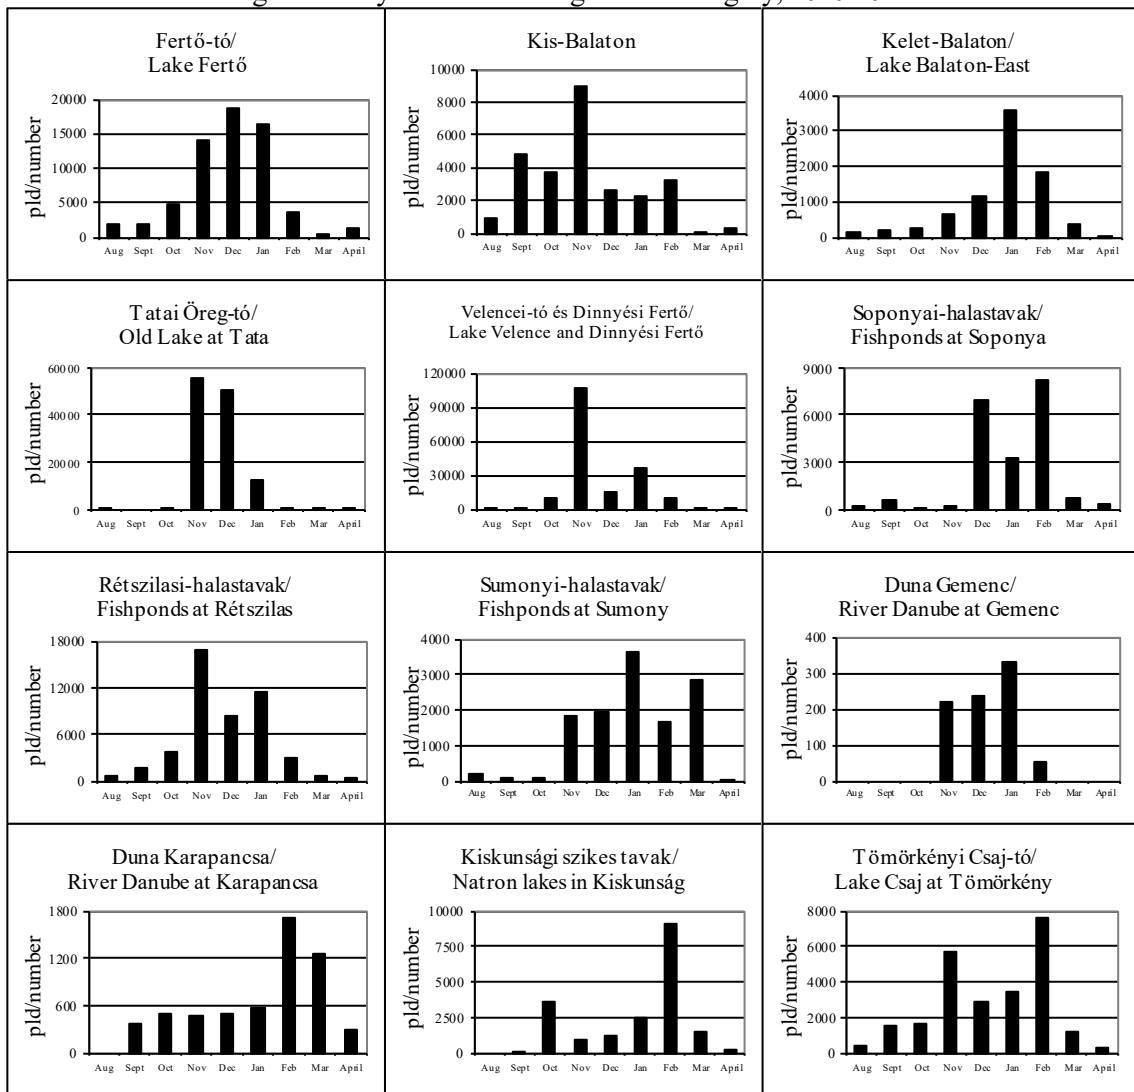 Fertő-tó/
Lake Fertő
pld/number
20000
15000
10000
5000
0
Aug Sept Oct Nov Dec Jan Feb Mar April
Kis-Balaton
pld/number
10000
8000
6000
4000
2000
0
Aug Sept Oct Nov Dec Jan Feb Mar April
Kelet-Balaton/
Lake Balaton-East
pld/number
4000
3000
2000
1000
0
Aug Sept Oct Nov Dec Jan Feb Mar April
Tatai Öreg-tó/
Old Lake at Tata
pld/number
60000
40000
20000
0
Aug Sept Oct Nov Dec Jan Feb Mar April
Velencei-tó és Dinnyési Fertő/
Lake Velence and Dinnyési Fertő
pld/number
120000
90000
60000
30000
0
Aug Sept Oct Nov Dec Jan Feb Mar April
Soponyai-halastavak/
Fishponds at Soponya
pld/number
9000
6000
3000
0
Aug Sept Oct Nov Dec Jan Feb Mar April
Rétszilasi-halastavak/
Fishponds at Rétszilas
pld/number
18000
12000
6000
0
Aug Sept Oct Nov Dec Jan Feb Mar April
Sumonyi-halastavak/
Fishponds at Sumony
pld/number
4000
3000
2000
1000
0
Aug Sept Oct Nov Dec Jan Feb Mar April
Duna Gemenc/
River Danube at Gemenc
pld/number
400
300
200
100
0
Aug Sept Oct Nov Dec Jan Feb Mar April
Duna Karapancsa/
River Danube at Karapancsa
pld/number
1800
1200
600
0
Aug Sept Oct Nov Dec Jan Feb Mar April
Kiskunsági szikes tavak/
Natron lakes in Kiskunság
pld/number
10000
7,500
5000
2,500
0
Aug Sept Oct Nov Dec Jan Feb Mar April
Tömörkényi Csaj-tó/
Lake Csaj at Tömörkény
pld/number
8000
6000
4000
2000
0
Aug Sept Oct Nov Dec Jan Feb Mar April